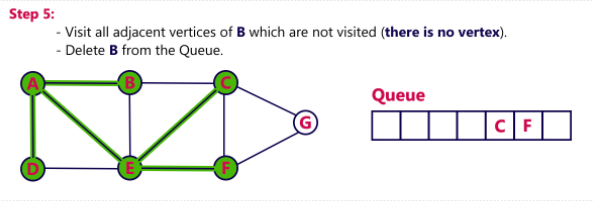 Step 5:
- Visit all adjacent vertices of B which are not visited (there is no vertex).
- Delete B from the Queue.
A B C
Queue
G
C F
D E F